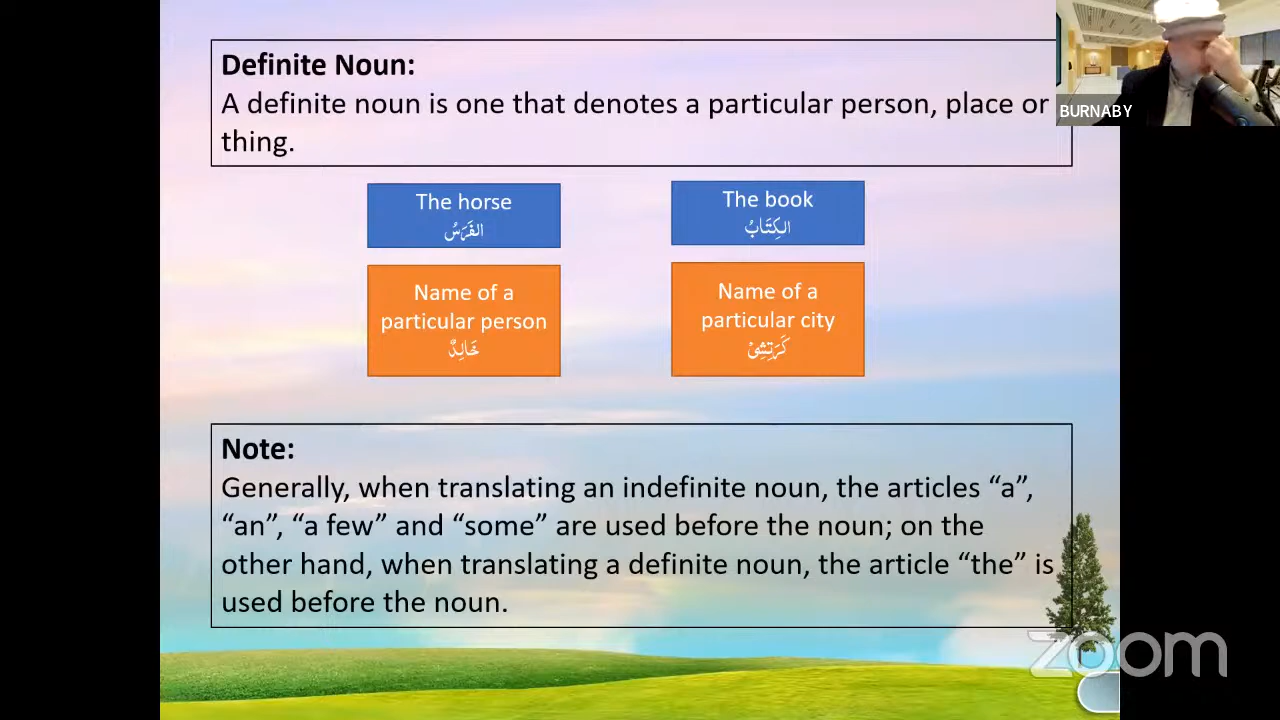 Definite Noun:
A definite noun is one that denotes a particular person, place or
thing.
BURNABY
The horse
الفَرَسُ
The book
الكِتَابُ
Name of a
particular person
خَالِدٌ
Name of a
particular city
كَرَتِشِىْ
Note:
Generally, when translating an indefinite noun, the articles “a”,
“an”, “a few” and “some” are used before the noun; on the
other hand, when translating a definite noun, the article “the” is
used before the noun.
zoom